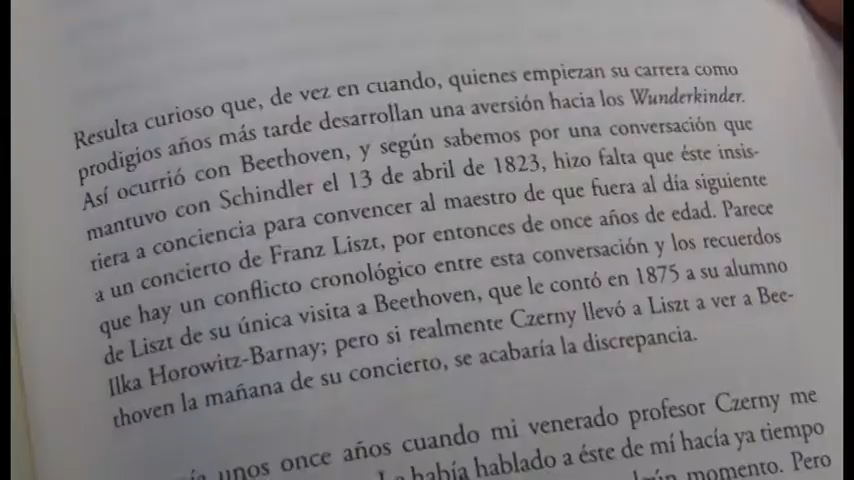 Resulta curioso que, de vez en cuando, quienes empiezan su carrera como
prodigios años más tarde desarrollan una aversión hacia los Wunderkinder.
Así ocurrió con Beethoven, y según sabemos por una conversación que
mantuvo con Schindler el 13 de abril de 1823, hizo falta que éste insis-
tiera a conciencia para convencer al maestro de que fuera al día siguiente
a un concierto de Franz Liszt, por entonces de once años de edad. Parece
que hay un conflicto cronológico entre esta conversación y los recuerdos
de Liszt de su única visita a Beethoven, que le contó en 1875 a su alumno
Ilka Horowitz-Barnay; pero si realmente Czerny llevó a Liszt a ver a Bee-
thoven la mañana de su concierto, se acabaría la discrepancia.
unos once años cuando mi venerado profesor Czerny me
había hablado a éste de mí hacía ya tiempo
momento. Pero